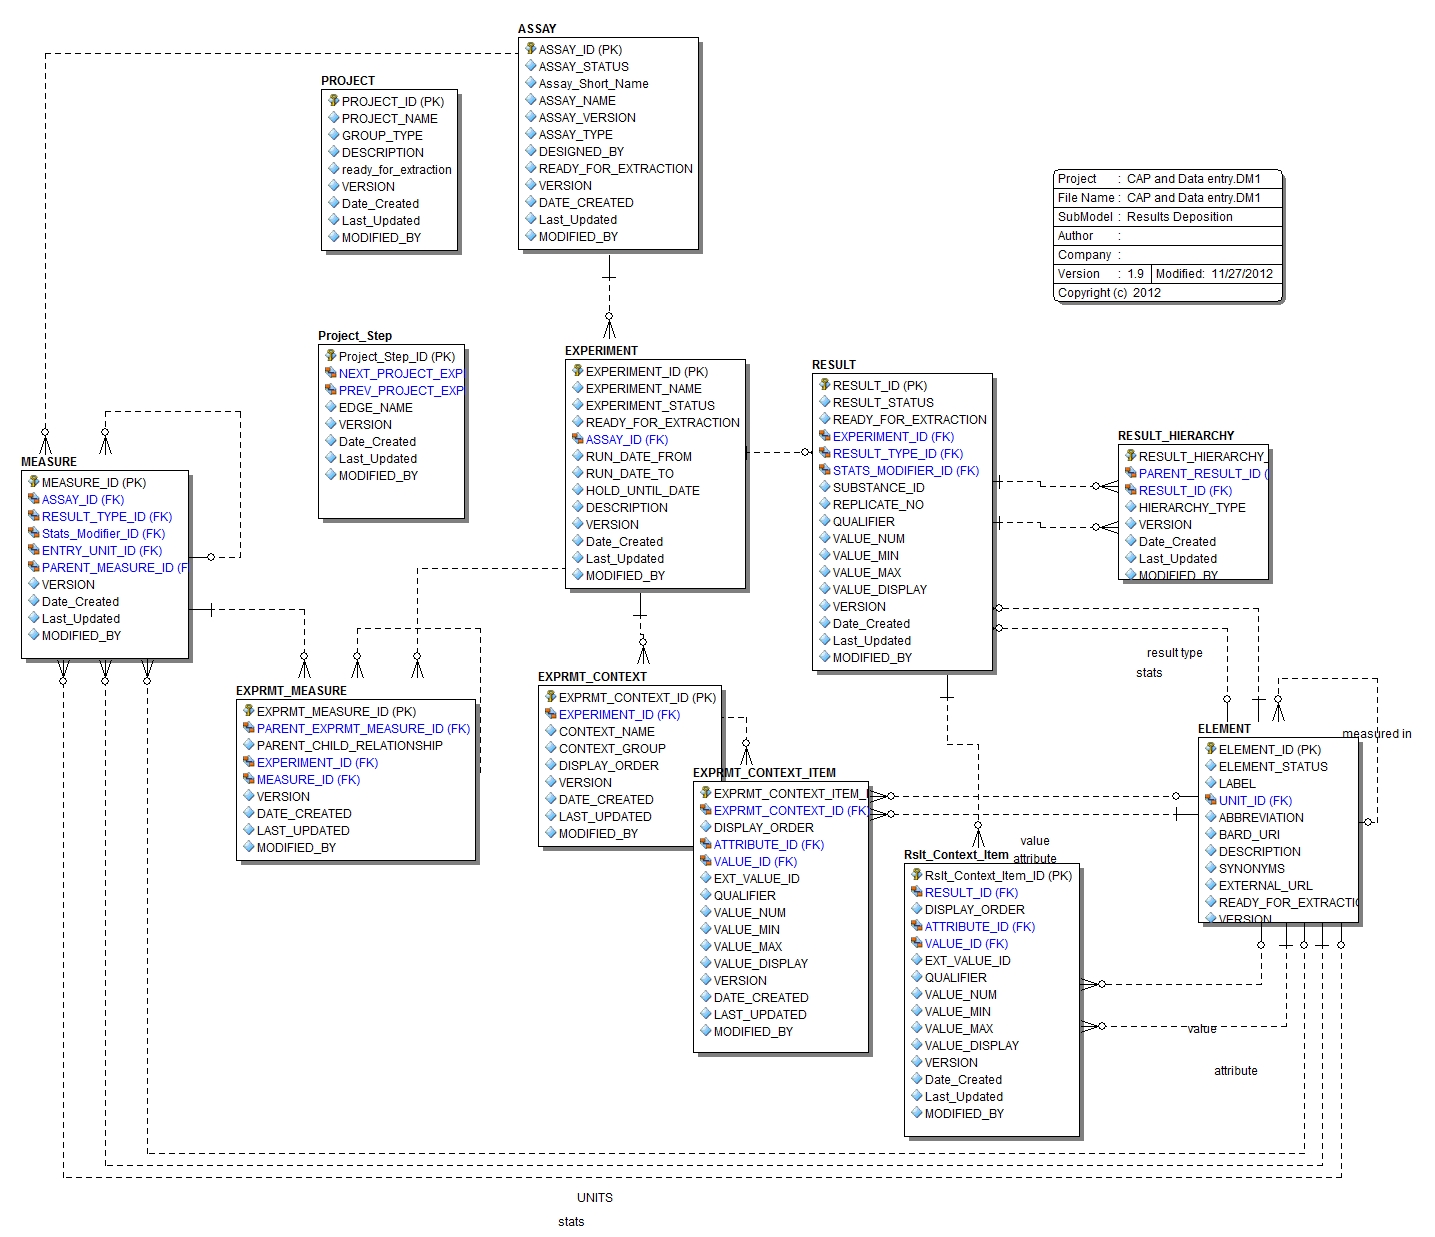 ASSAY
ASSAY_ID (PK)
ASSAY_STATUS
Assay_Short_Name
ASSAY_NAME
ASSAY_VERSION
ASSAY_TYPE
DESIGNED_BY
READY_FOR_EXTRACTION
VERSION
DATE_CREATED
Last_Updated
MODIFIED_BY
PROJECT
PROJECT_ID (PK)
PROJECT_NAME
GROUP_TYPE
DESCRIPTION
ready_for_extraction
VERSION
Date_Created
Last_Updated
MODIFIED_BY
Project : CAP and Data entry.DM1
File Name : CAP and Data entry.DM1
SubModel : Results Deposition
Author :
Company :
Version : 1.9 Modified: 11/27/2012
Copyright (c) 2012
Project_Step
Project_Step_ID (PK)
NEXT_PROJECT_EXP
PREV_PROJECT_EXP
EDGE_NAME
VERSION
Date_Created
Last_Updated
MODIFIED_BY
EXPERIMENT
EXPERIMENT_ID (PK)
EXPERIMENT_NAME
EXPERIMENT_STATUS
READY_FOR_EXTRACTION
ASSAY_ID (FK)
RUN_DATE_FROM
RUN_DATE_TO
HOLD_UNTIL_DATE
DESCRIPTION
VERSION
Date_Created
Last_Updated
MODIFIED_BY
RESULT
RESULT_ID (PK)
RESULT_STATUS
READY_FOR_EXTRACTION
EXPERIMENT_ID (FK)
RESULT_TYPE_ID (FK)
STATS_MODIFIER_ID (FK)
SUBSTANCE_ID
REPLICATE_NO
QUALIFIER
VALUE_NUM
VALUE_MIN
VALUE_MAX
VALUE_DISPLAY
VERSION
Date_Created
Last_Updated
MODIFIED_BY
RESULT_HIERARCHY
RESULT_HIERARCHY_
PARENT_RESULT_ID (
RESULT_ID (FK)
HIERARCHY_TYPE
VERSION
Date_Created
Last_Updated
MODIFIED_BY
MEASURE
MEASURE_ID (PK)
ASSAY_ID (FK)
RESULT_TYPE_ID (FK)
Stats_Modifier_ID (FK)
ENTRY_UNIT_ID (FK)
PARENT_MEASURE_ID (F
VERSION
Date_Created
Last_Updated
MODIFIED_BY
result type
stats
EXPRMT_MEASURE
EXPRMT_MEASURE_ID (PK)
PARENT_EXPRMT_MEASURE_ID (FK)
PARENT_CHILD_RELATIONSHIP
EXPERIMENT_ID (FK)
MEASURE_ID (FK)
VERSION
DATE_CREATED
LAST_UPDATED
MODIFIED_BY
EXPRMT_CONTEXT
EXPRMT_CONTEXT_ID (PK)
EXPERIMENT_ID (FK)
CONTEXT_NAME
CONTEXT_GROUP
DISPLAY_ORDER
VERSION
DATE_CREATED
LAST_UPDATED
MODIFIED_BY
EXPRMT_CONTEXT_ITEM
EXPRMT_CONTEXT_ITEM_I
EXPRMT_CONTEXT_ID (FK
DISPLAY_ORDER
ATTRIBUTE_ID (FK)
VALUE_ID (FK)
EXT_VALUE_ID
QUALIFIER
VALUE_NUM
VALUE_MIN
VALUE_MAX
VALUE_DISPLAY
VERSION
DATE_CREATED
LAST_UPDATED
MODIFIED_BY
ELEMENT
measured in
ELEMENT_ID (PK)
ELEMENT_STATUS
LABEL
UNIT_ID (FK)
ABBREVIATION
BARD_URI
DESCRIPTION
SYNONYMS
EXTERNAL_URL
READY_FOR_EXTRACTIO
VERSION
value
attribute
Rslt_Context_Item
Rslt_Context_Item_ID (PK)
RESULT_ID (FK)
DISPLAY_ORDER
ATTRIBUTE_ID (FK)
VALUE_ID (FK)
EXT_VALUE_ID
QUALIFIER
VALUE_NUM
VALUE_MIN
VALUE_MAX
VALUE_DISPLAY
VERSION
Date_Created
Last_Updated
MODIFIED_BY
value
attribute
UNITS
stats